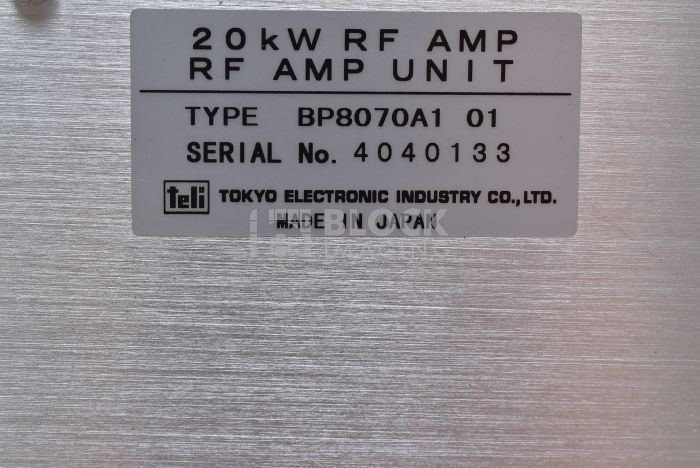 20kW RF AMP
RF AMP UNIT
TYPE BP8070A1 01
SERIAL No. 4040133
teli TOKYO ELECTRONIC INDUSTRY CO.,LTD.
MADE IN JAPAN
BLOCK